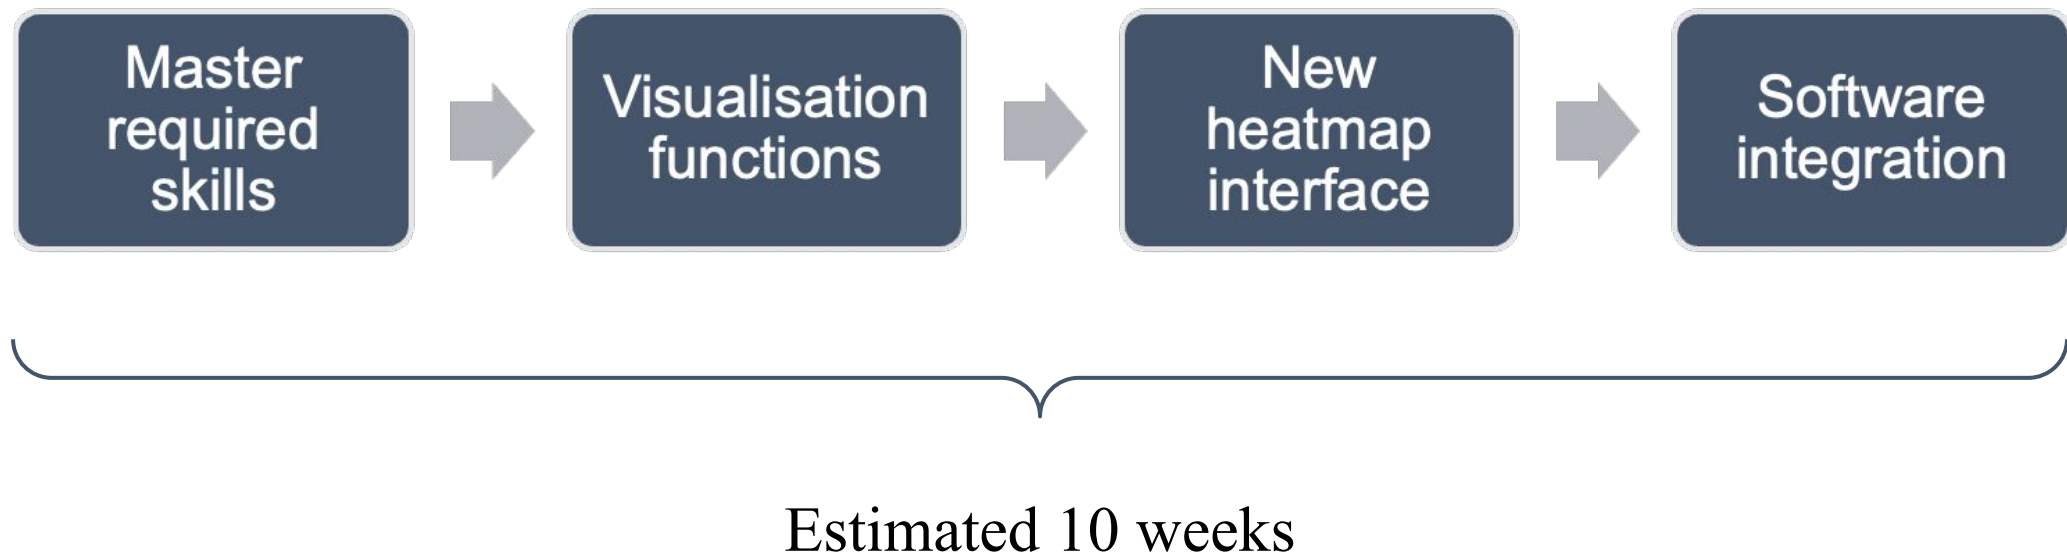 Master
required
skills
Visualisation
functions
New
heatmap
interface
Software
integration
Estimated 10 weeks